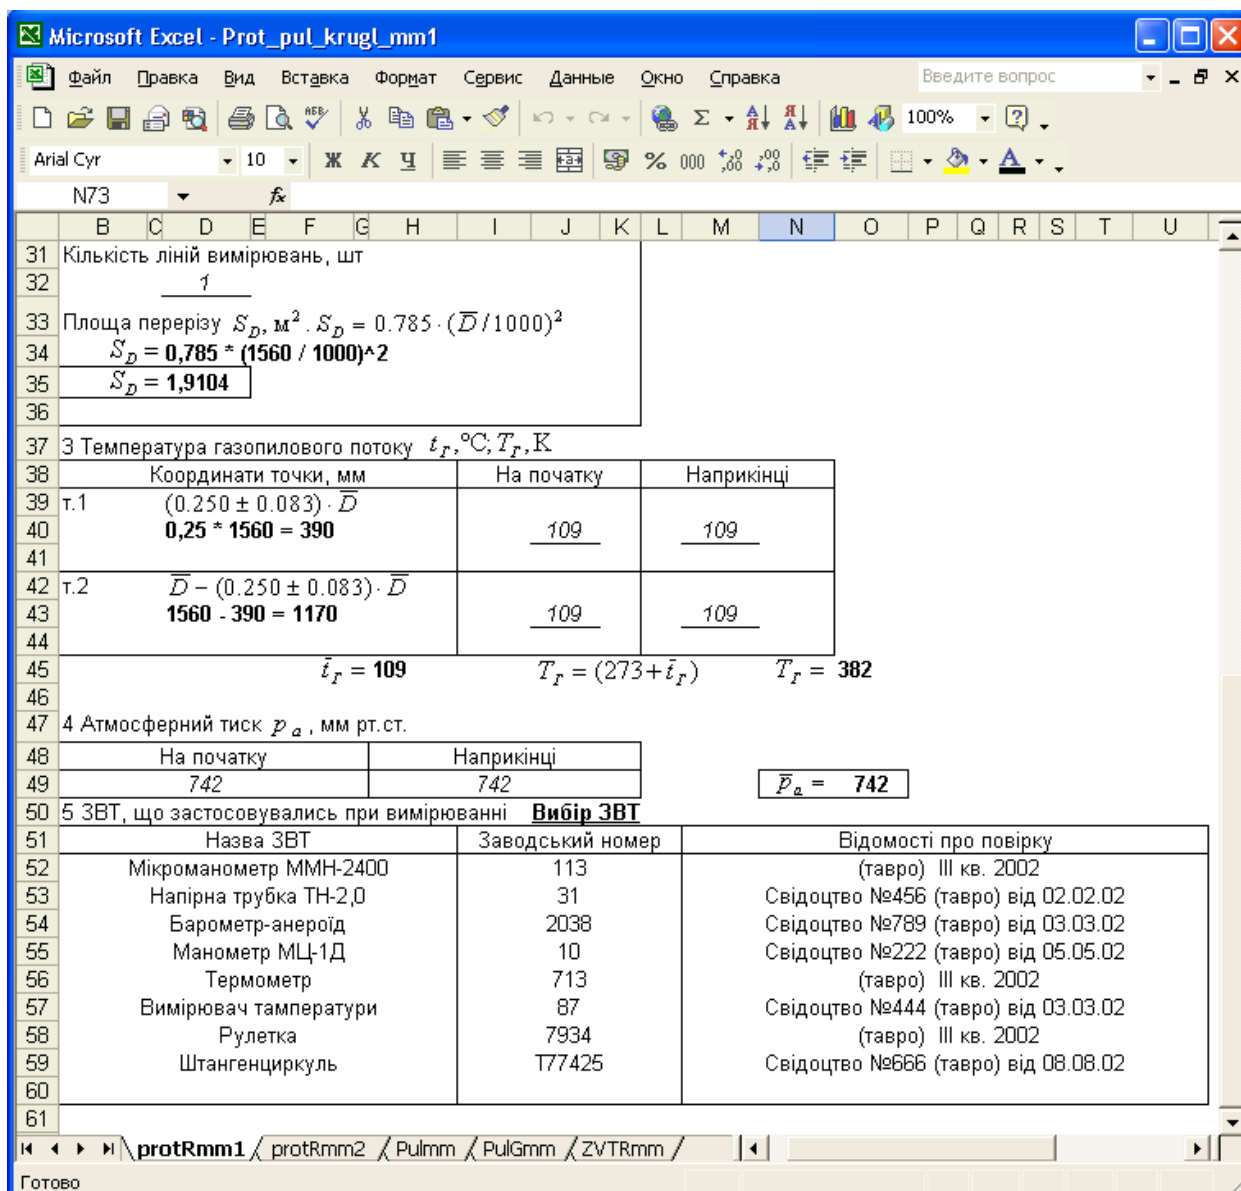 Microsoft Excel - Prot_pul_krugl_mm1
Файл Правка Вид Вставка Формат Сервис Данные Окно Справка Введите вопрос
100%
Arial Cyr 10 Ж К Ч % 000
N73 fx
B C D E F G H I J K L M N O P Q R S T U
31 Кількість ліній вимірювань, шт
32 1
33 Площа перерізу S_D, м². S_D = 0.785 · (D̅/1000)²
34 S_D = 0,785 * (1560 / 1000)^2
35 S_D = 1,9104
36
37 3 Температура газопилового потоку t_Г, °C; T_Г, K
38 Координати точки, мм На початку Наприкінці
39 т.1 (0.250 ± 0.083) · D̅
40 0,25 * 1560 = 390 109 109
41
42 т.2 D̅ − (0.250 ± 0.083) · D̅
43 1560 - 390 = 1170 109 109
44
45 t̅_Г = 109 T_Г = (273+t̅_Г) T_Г = 382
46
47 4 Атмосферний тиск p_a, мм рт.ст.
48 На початку Наприкінці
49 742 742 p̅_a = 742
50 5 ЗВТ, що застосовувались при вимірюванні Вибір ЗВТ
51 Назва ЗВТ Заводський номер Відомості про повірку
52 Мікроманометр ММН-2400 113 (тавро) III кв. 2002
53 Напірна трубка ТН-2,0 31 Свідоцтво №456 (тавро) від 02.02.02
54 Барометр-анероїд 2038 Свідоцтво №789 (тавро) від 03.03.02
55 Манометр МЦ-1Д 10 Свідоцтво №222 (тавро) від 05.05.02
56 Термометр 713 (тавро) III кв. 2002
57 Вимірювач тамператури 87 Свідоцтво №444 (тавро) від 03.03.02
58 Рулетка 7934 (тавро) III кв. 2002
59 Штангенциркуль Т77425 Свідоцтво №666 (тавро) від 08.08.02
60
61
protRmm1 protRmm2 Pulmm PulGmm ZVTRmm
Готово